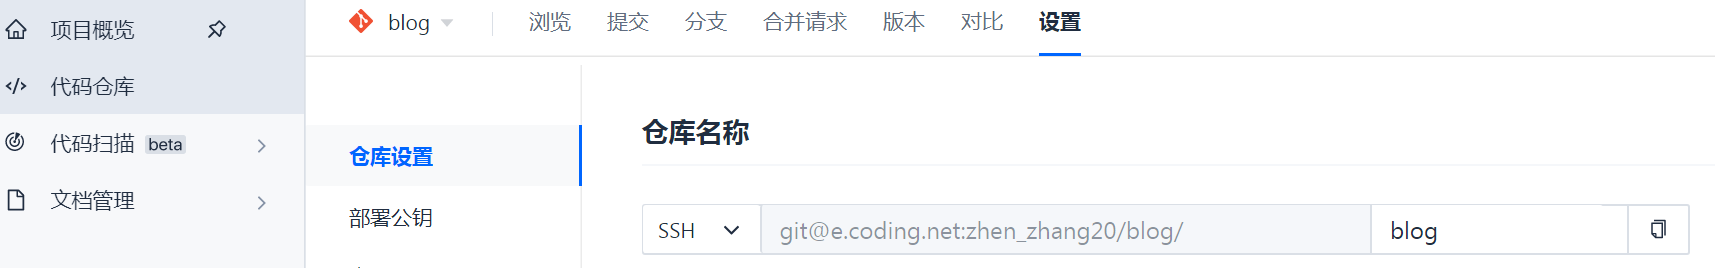 项目概览
代码仓库
代码扫描 beta
文档管理
blog 浏览 提交 分支 合并请求 版本 对比 设置
仓库设置
部署公钥
仓库名称
SSH git@e.coding.net:zhen_zhang20/blog/ blog